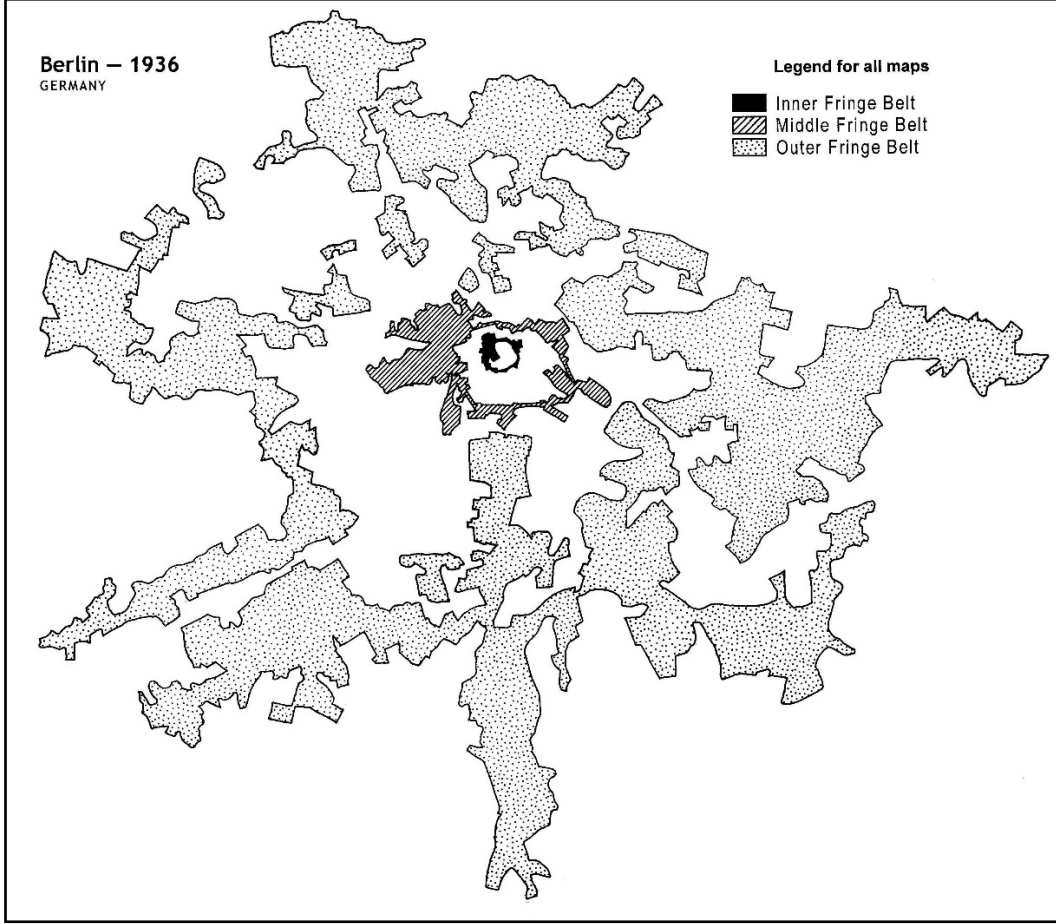 Berlin — 1936
GERMANY
Legend for all maps
Inner Fringe Belt
Middle Fringe Belt
Outer Fringe Belt